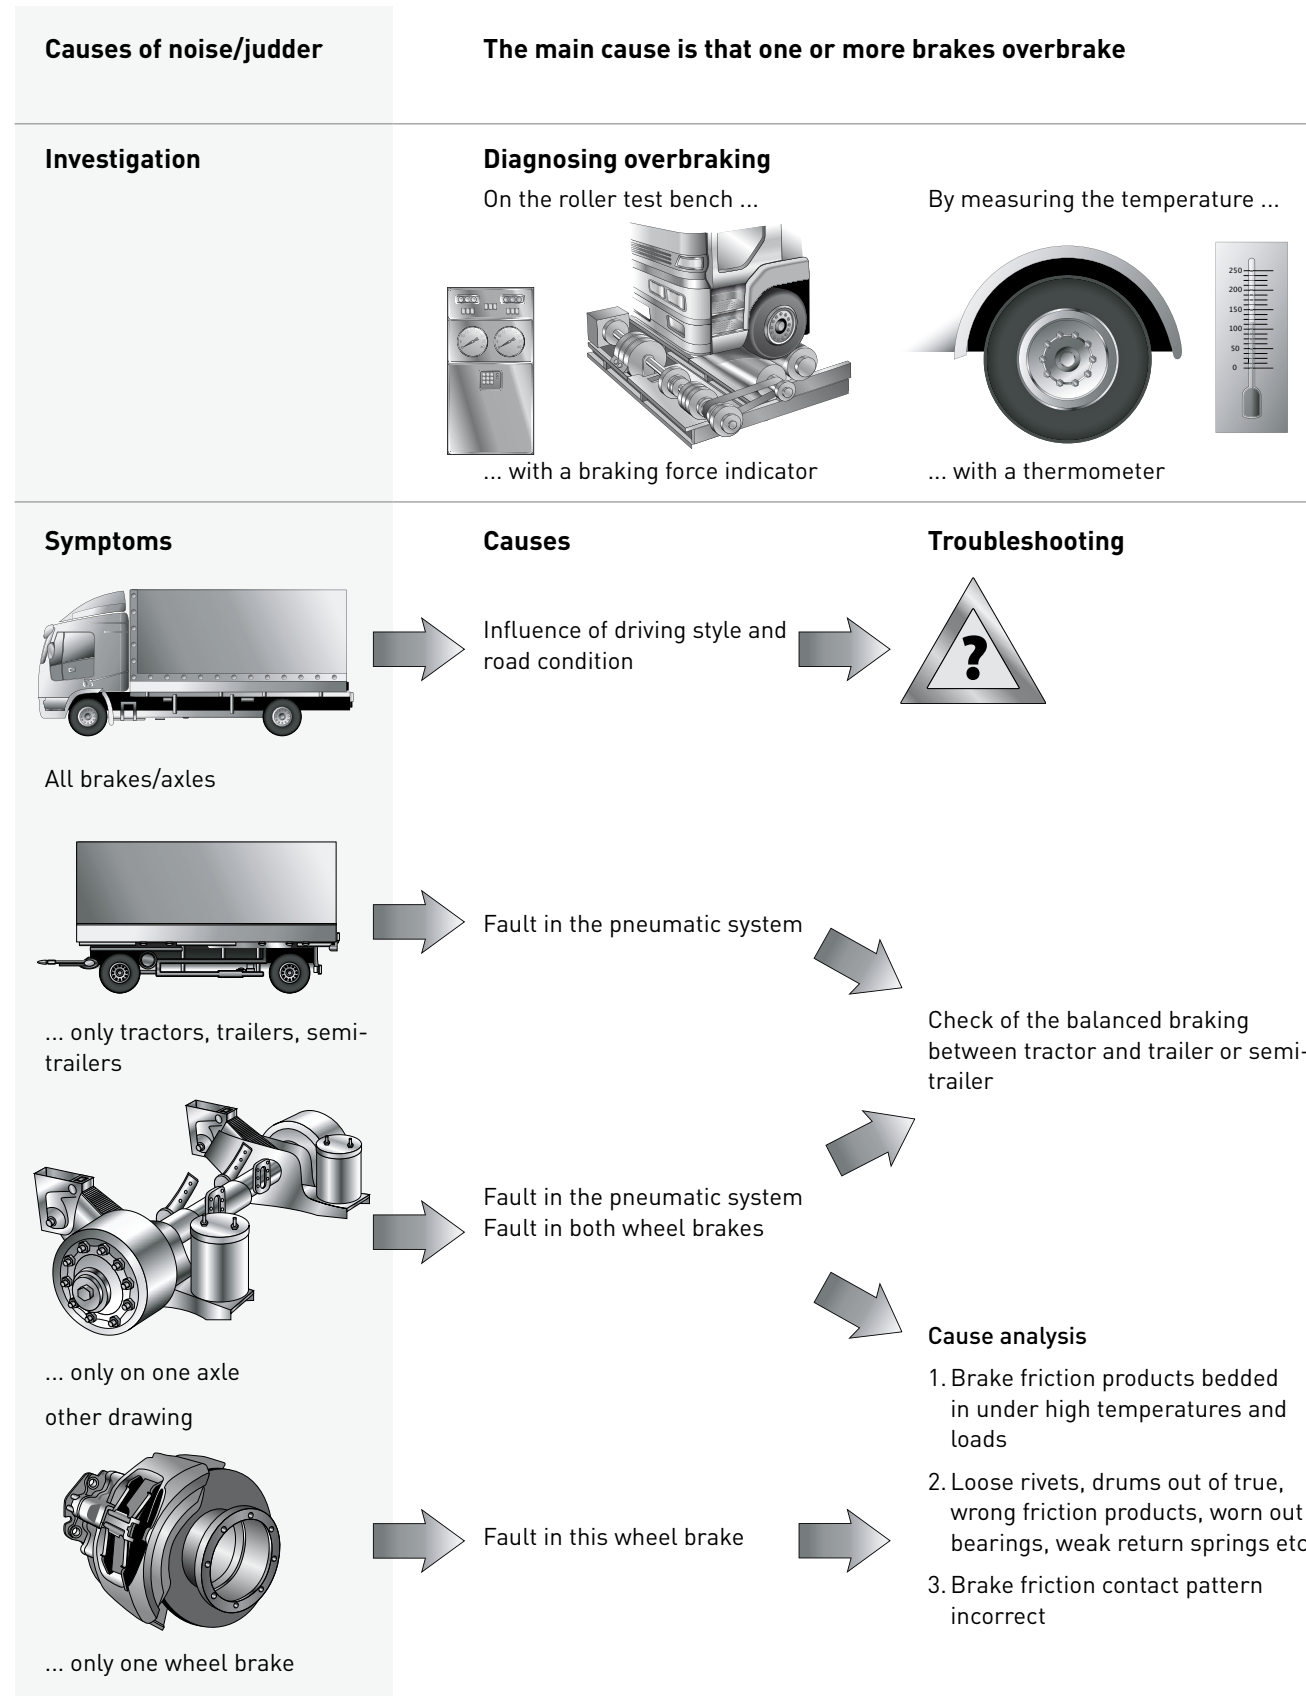 Causes of noise/judder
The main cause is that one or more brakes overbrake
Investigation
Diagnosing overbraking
On the roller test bench ...
By measuring the temperature ...
250
200
150
100
50
0
... with a braking force indicator
... with a thermometer
Symptoms
Causes
Troubleshooting
Influence of driving style and
road condition
?
All brakes/axles
Fault in the pneumatic system
... only tractors, trailers, semi-
trailers
Check of the balanced braking
between tractor and trailer or semi-
trailer
Fault in the pneumatic system
Fault in both wheel brakes
... only on one axle
other drawing
Cause analysis
1. Brake friction products bedded
in under high temperatures and
loads
2. Loose rivets, drums out of true,
wrong friction products, worn out
bearings, weak return springs etc
3. Brake friction contact pattern
incorrect
Fault in this wheel brake
... only one wheel brake